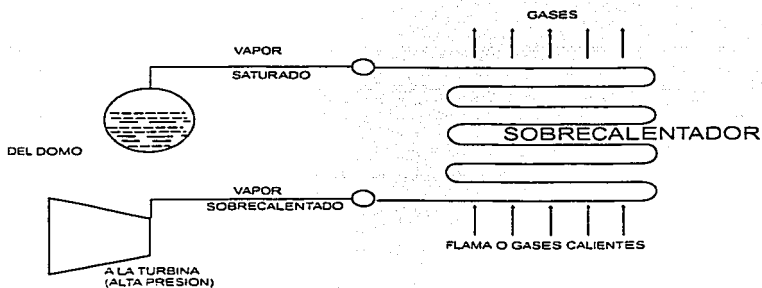 GASES
VAPOR
SATURADO
SOBRECALENTADOR
DEL DOMO
VAPOR
SOBRECALENTADO
FLAMA O GASES CALIENTES
A LA TURBINA
(ALTA PRESION)